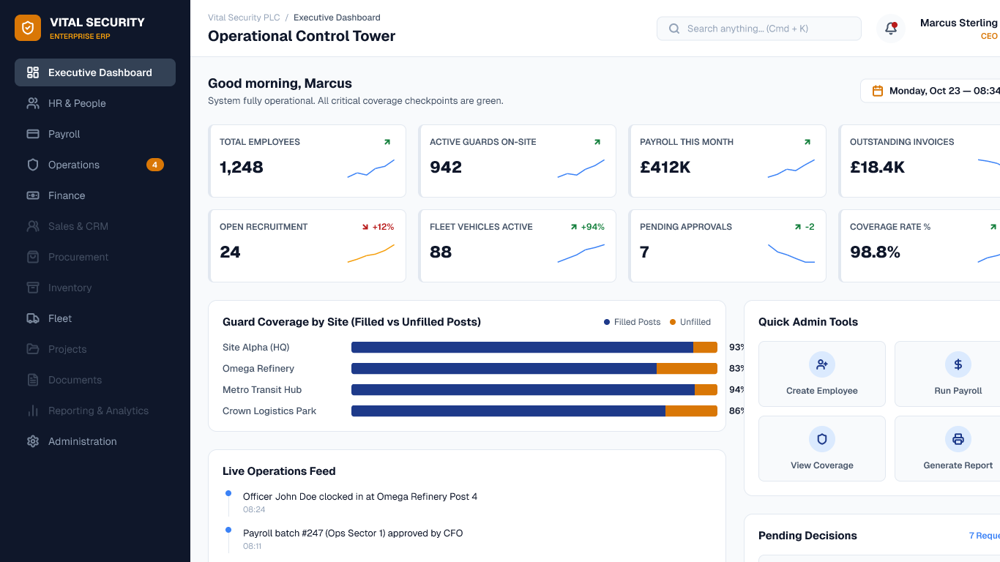 VITAL SECURITY
ENTERPRISE ERP
Executive Dashboard
HR & People
Payroll
Operations
4
Finance
Sales & CRM
Procurement
Inventory
Fleet
Projects
Documents
Reporting & Analytics
Administration
Vital Security PLC / Executive Dashboard
Operational Control Tower
Search anything... (Cmd + K)
Marcus Sterling
CEO
Good morning, Marcus
System fully operational. All critical coverage checkpoints are green.
Monday, Oct 23 — 08:34
TOTAL EMPLOYEES
1,248
ACTIVE GUARDS ON-SITE
942
PAYROLL THIS MONTH
£412K
OUTSTANDING INVOICES
£18.4K
OPEN RECRUITMENT
+12%
24
FLEET VEHICLES ACTIVE
+94%
88
PENDING APPROVALS
-2
7
COVERAGE RATE %
98.8%
Guard Coverage by Site (Filled vs Unfilled Posts)
Filled Posts
Unfilled
Site Alpha (HQ)
93%
Omega Refinery
83%
Metro Transit Hub
94%
Crown Logistics Park
86%
Quick Admin Tools
Create Employee
Run Payroll
View Coverage
Generate Report
Live Operations Feed
Officer John Doe clocked in at Omega Refinery Post 4
08:24
Payroll batch #247 (Ops Sector 1) approved by CFO
08:11
Pending Decisions
7 Reque